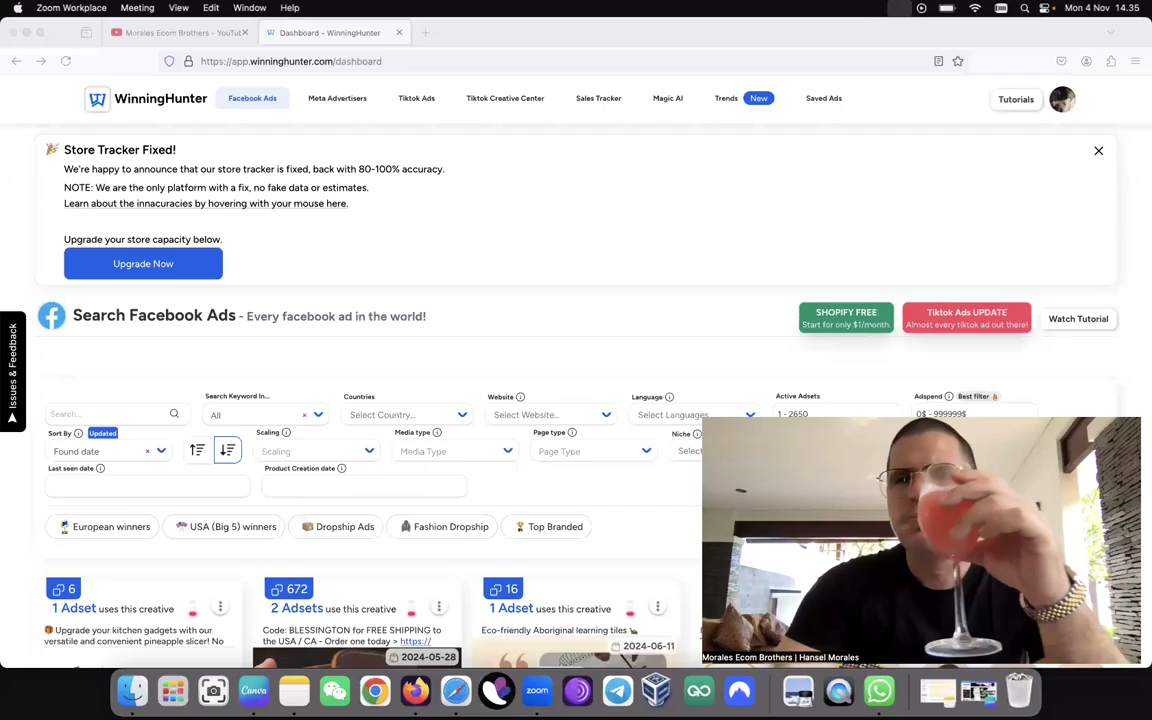 Zoom Workplace Meeting View Edit Window Help Mon 4 Nov 14.35
Morales Ecom Brothers - YouTub Dashboard - WinningHunter
https://app.winninghunter.com/dashboard
WinningHunter Facebook Ads Meta Advertisers Tiktok Ads Tiktok Creative Center Sales Tracker Magic AI Trends New Saved Ads Tutorials
Store Tracker Fixed!
We're happy to announce that our store tracker is fixed, back with 80-100% accuracy.
NOTE: We are the only platform with a fix, no fake data or estimates.
Learn about the innacuracies by hovering with your mouse here.
Upgrade your store capacity below.
Upgrade Now
Issues & Feedback
Search Facebook Ads - Every facebook ad in the world!
SHOPIFY FREE
Start for only $1/month.
Tiktok Ads UPDATE
Almost every tiktok ad out there!
Watch Tutorial
Search Keyword In... Countries Website Language Active Adsets Adspend Best filter
Search... All Select Country... Select Website... Select Languages... 1 - 2650 0$ - 999999$
Sort By Updated Scaling Media type Page type Niche
Found date Scaling Media Type Page Type Selec
Last seen date Product Creation date
European winners USA (Big 5) winners Dropship Ads Fashion Dropship Top Branded
6 672 16
1 Adset uses this creative 2 Adsets use this creative 1 Adset uses this creative
Upgrade your kitchen gadgets with our
versatile and convenient pineapple slicer! No
Code: BLESSINGTON for FREE SHIPPING to
the USA / CA - Order one today > https://
2024-05-28
Eco-friendly Aboriginal learning tiles
2024-06-11
Morales Ecom Brothers | Hansel Morales
Canva
zoom